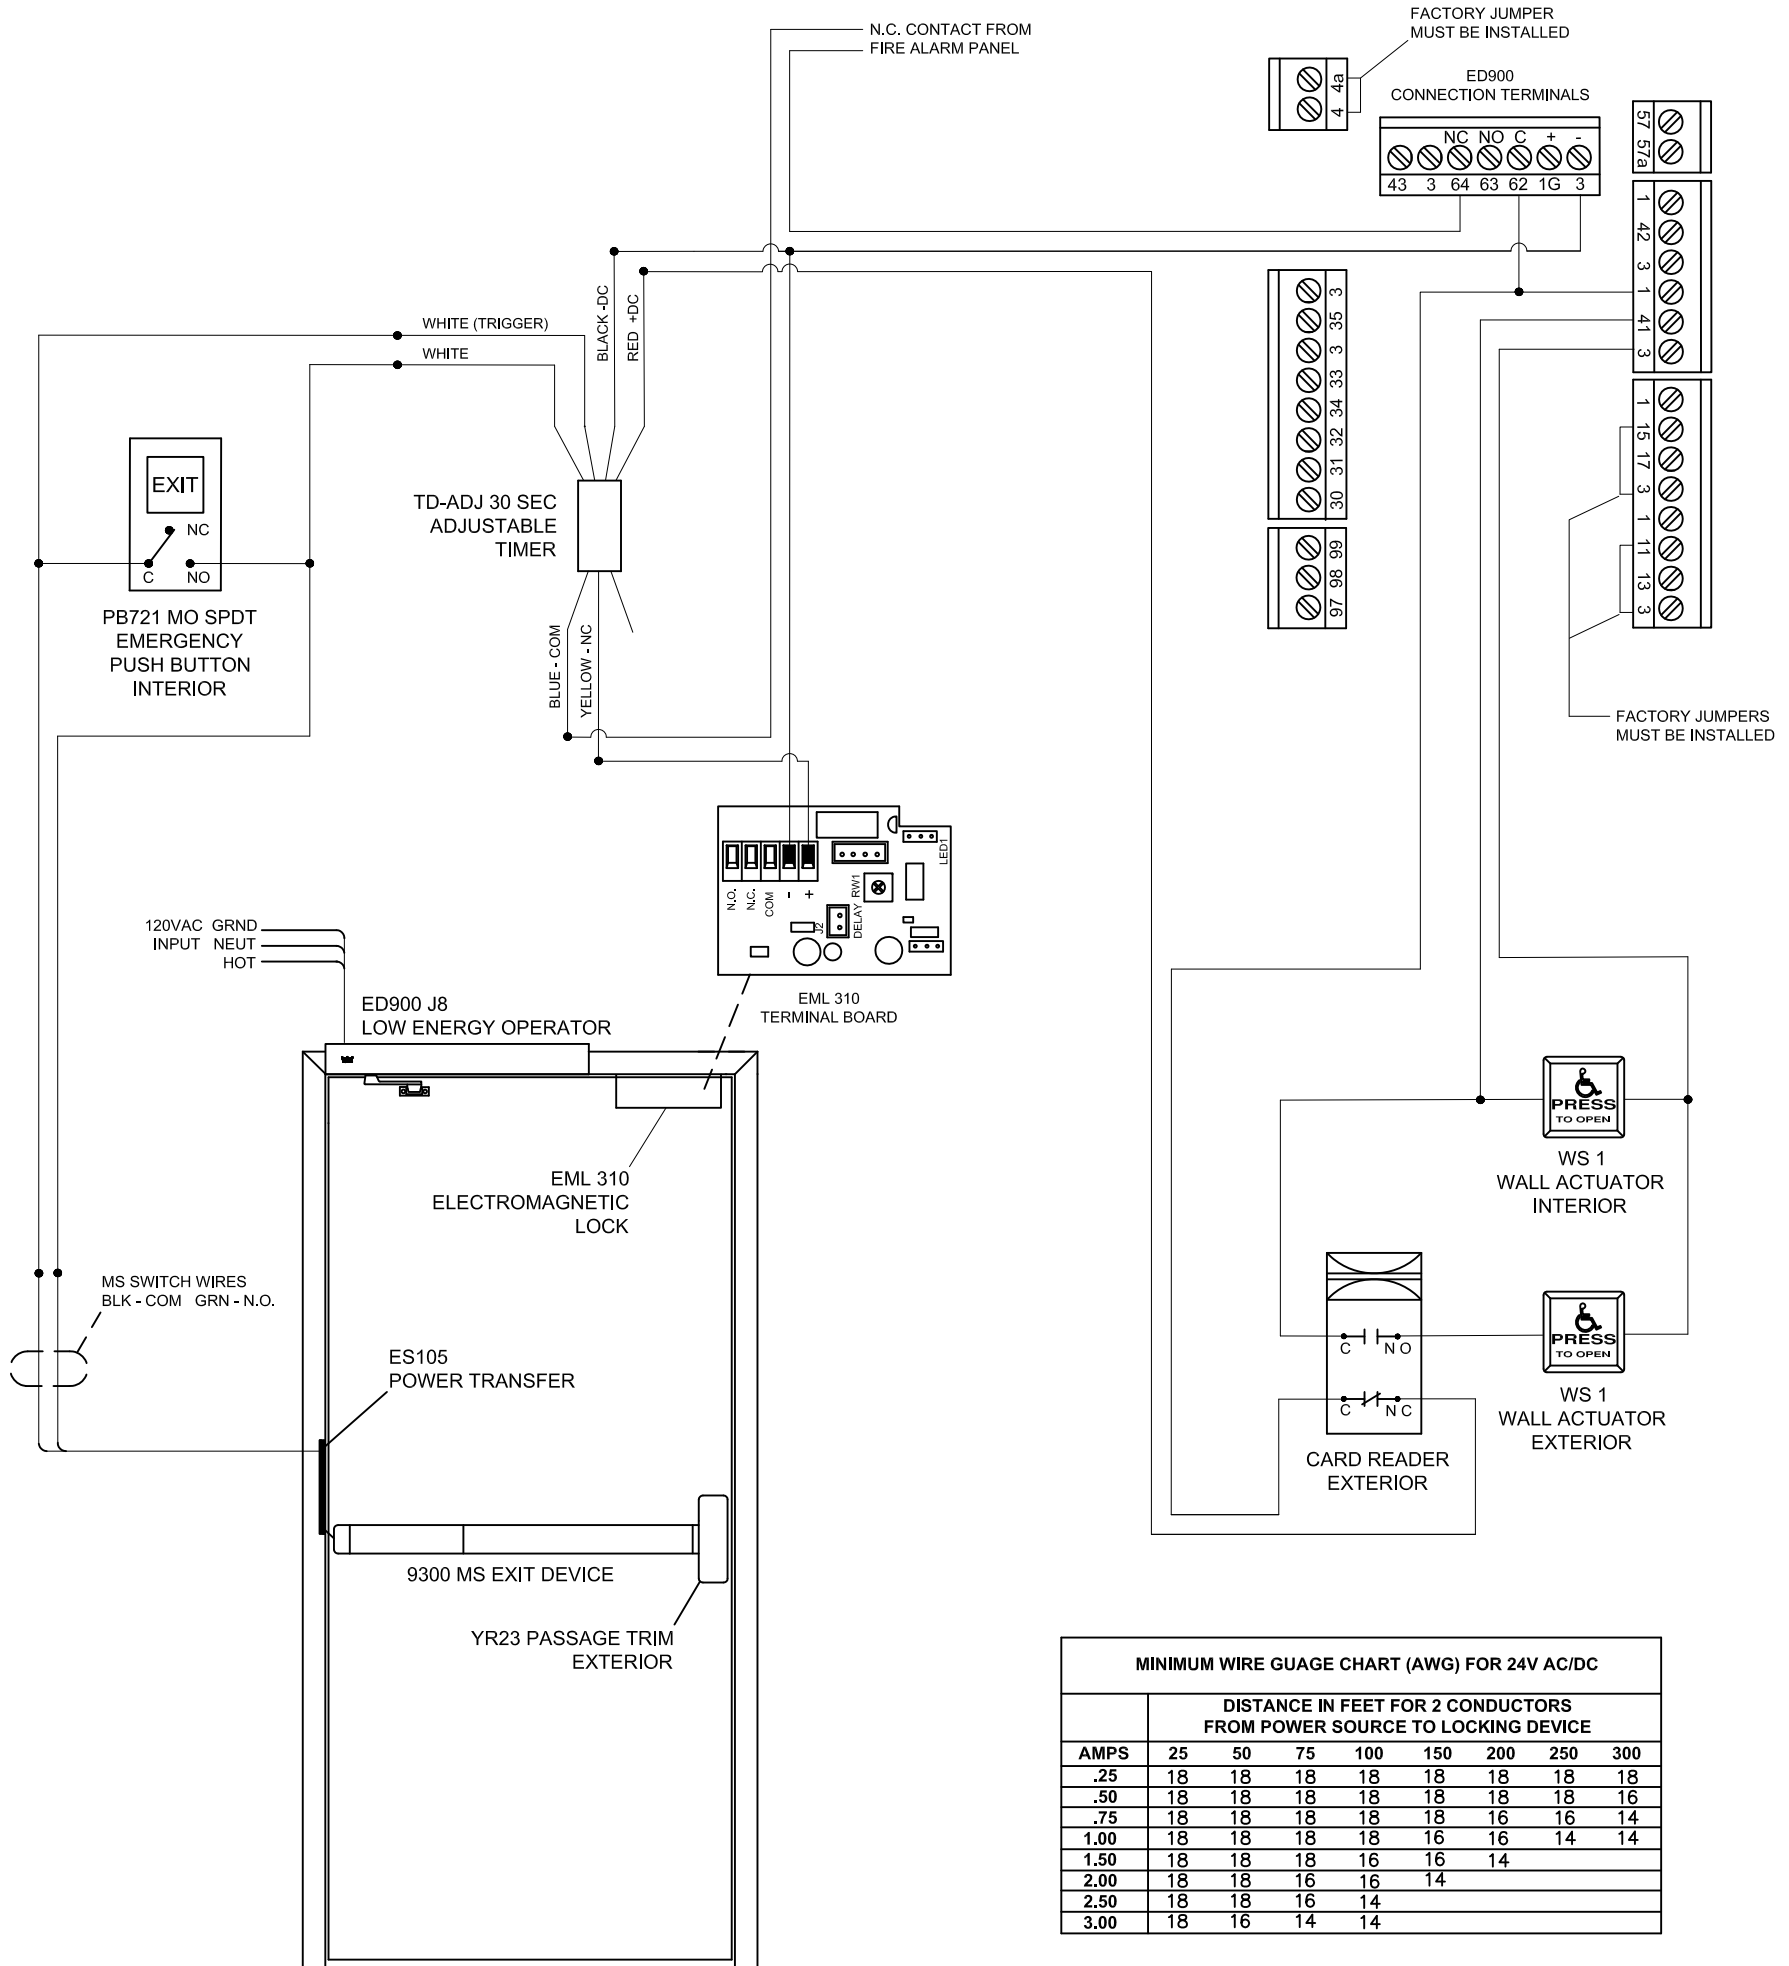 N.C. CONTACT FROM
FIRE ALARM PANEL
FACTORY JUMPER
MUST BE INSTALLED
4a
4
ED900
CONNECTION TERMINALS
NC NO C + -
43 3 64 63 62 1G 3
57
57a
1
42
3
1
41
3
1
15
17
3
1
11
13
3
FACTORY JUMPERS
MUST BE INSTALLED
3
35
3
33
34
32
31
30
99
98
97
WHITE (TRIGGER)
WHITE
BLACK -DC
RED +DC
TD-ADJ 30 SEC
ADJUSTABLE
TIMER
BLUE - COM
YELLOW - NC
EXIT
NC
C NO
PB721 MO SPDT
EMERGENCY
PUSH BUTTON
INTERIOR
N.O.
N.C.
COM
-
+
J2
DELAY
RW1
LED1
EML 310
TERMINAL BOARD
120VAC GRND
INPUT NEUT
HOT
ED900 J8
LOW ENERGY OPERATOR
EML 310
ELECTROMAGNETIC
LOCK
MS SWITCH WIRES
BLK - COM GRN - N.O.
ES105
POWER TRANSFER
9300 MS EXIT DEVICE
YR23 PASSAGE TRIM
EXTERIOR
PRESS
TO OPEN
WS 1
WALL ACTUATOR
INTERIOR
PRESS
TO OPEN
WS 1
WALL ACTUATOR
EXTERIOR
C N O
C N C
CARD READER
EXTERIOR
MINIMUM WIRE GUAGE CHART (AWG) FOR 24V AC/DC
DISTANCE IN FEET FOR 2 CONDUCTORS
FROM POWER SOURCE TO LOCKING DEVICE
AMPS 25 50 75 100 150 200 250 300
.25 18 18 18 18 18 18 18 18
.50 18 18 18 18 18 18 18 16
.75 18 18 18 18 18 16 16 14
1.00 18 18 18 18 16 16 14 14
1.50 18 18 18 16 16 14
2.00 18 18 16 16 14
2.50 18 18 16 14
3.00 18 16 14 14